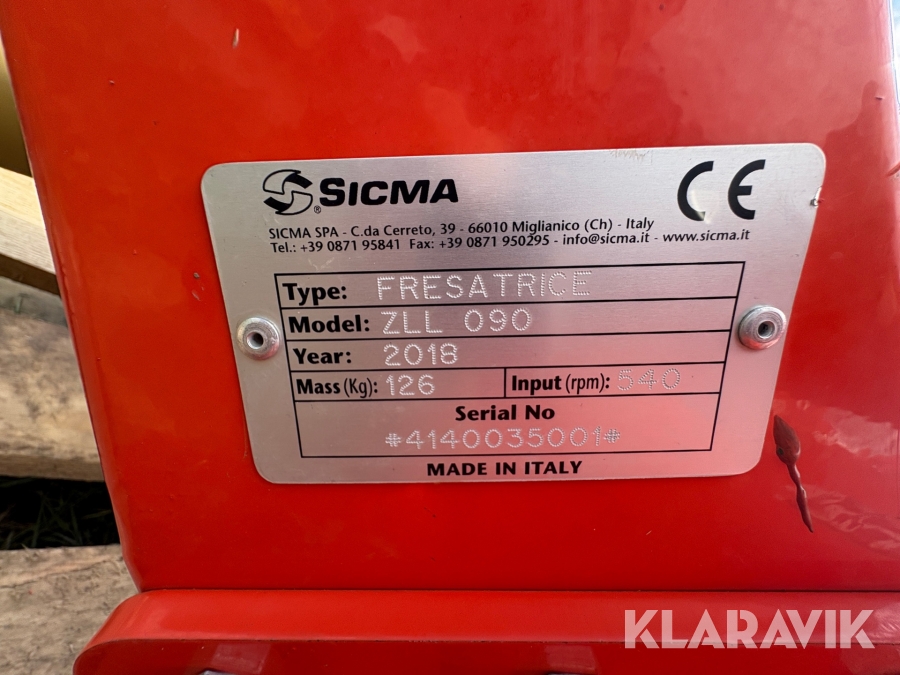 SICMA ®
CE
SICMA SPA - C.da Cerreto, 39 - 66010 Miglianico (Ch) - Italy
Tel.: +39 0871 95841 Fax: +39 0871 950295 - info@sicma.it - www.sicma.it
Type: FRESATRICE
Model: ZLL 090
Year: 2018
Mass (Kg): 126 Input (rpm): 540
Serial No
#4140035001#
MADE IN ITALY
KLARAVIK